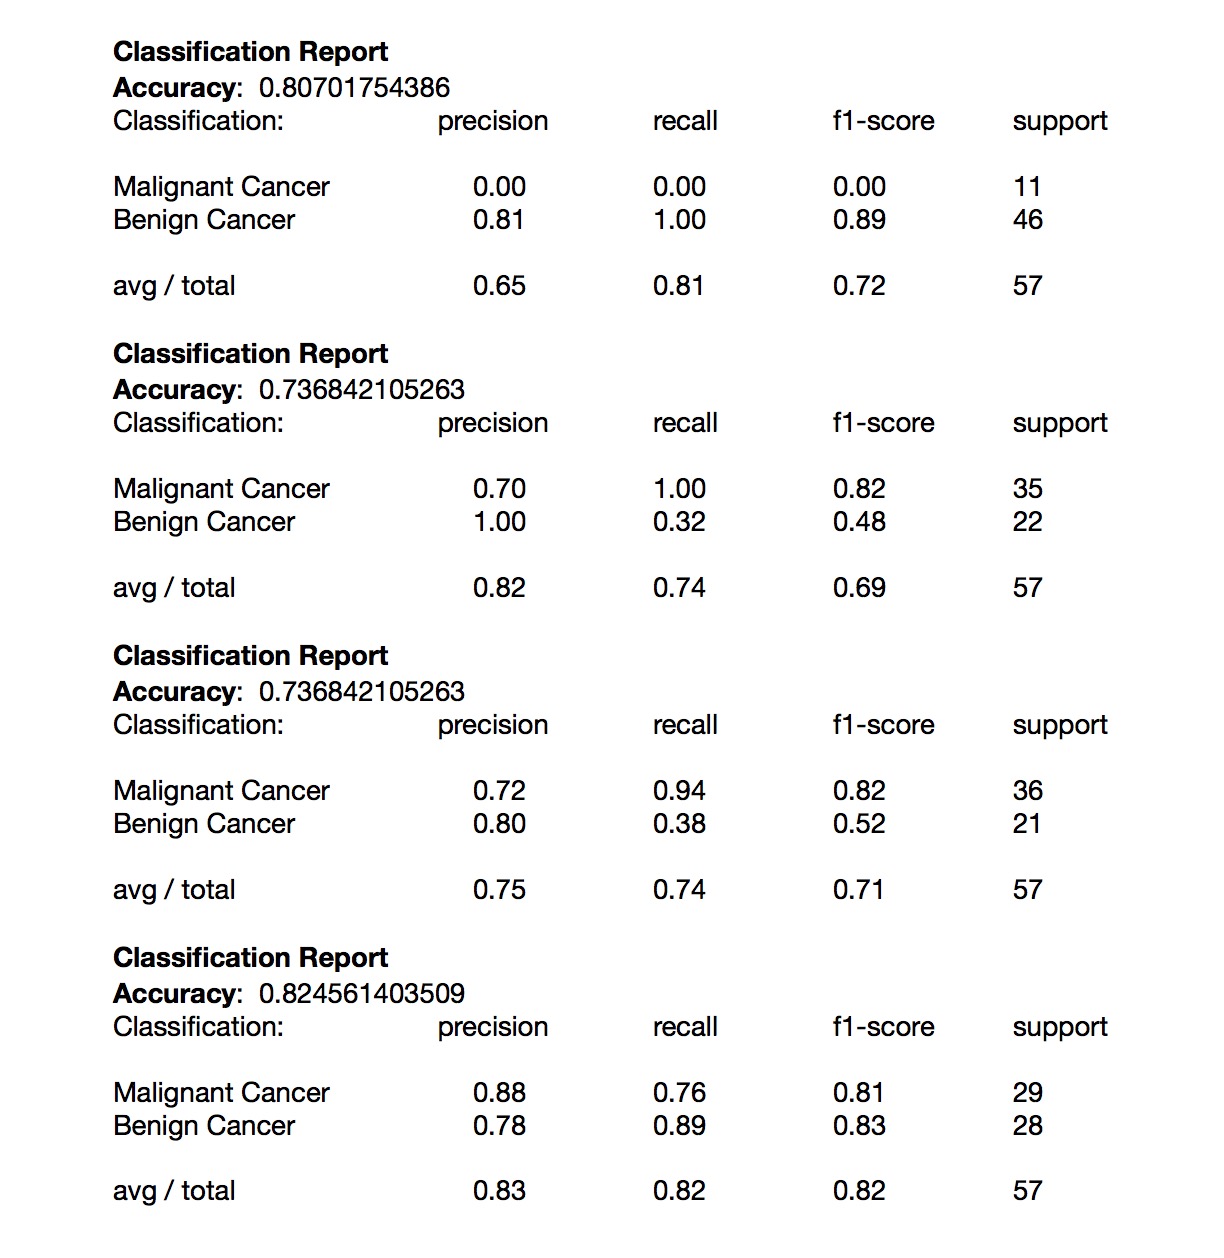 Classification Report
Accuracy: 0.80701754386
Classification: precision recall f1-score support
Malignant Cancer 0.00 0.00 0.00 11
Benign Cancer 0.81 1.00 0.89 46
avg / total 0.65 0.81 0.72 57
Classification Report
Accuracy: 0.736842105263
Classification: precision recall f1-score support
Malignant Cancer 0.70 1.00 0.82 35
Benign Cancer 1.00 0.32 0.48 22
avg / total 0.82 0.74 0.69 57
Classification Report
Accuracy: 0.736842105263
Classification: precision recall f1-score support
Malignant Cancer 0.72 0.94 0.82 36
Benign Cancer 0.80 0.38 0.52 21
avg / total 0.75 0.74 0.71 57
Classification Report
Accuracy: 0.824561403509
Classification: precision recall f1-score support
Malignant Cancer 0.88 0.76 0.81 29
Benign Cancer 0.78 0.89 0.83 28
avg / total 0.83 0.82 0.82 57